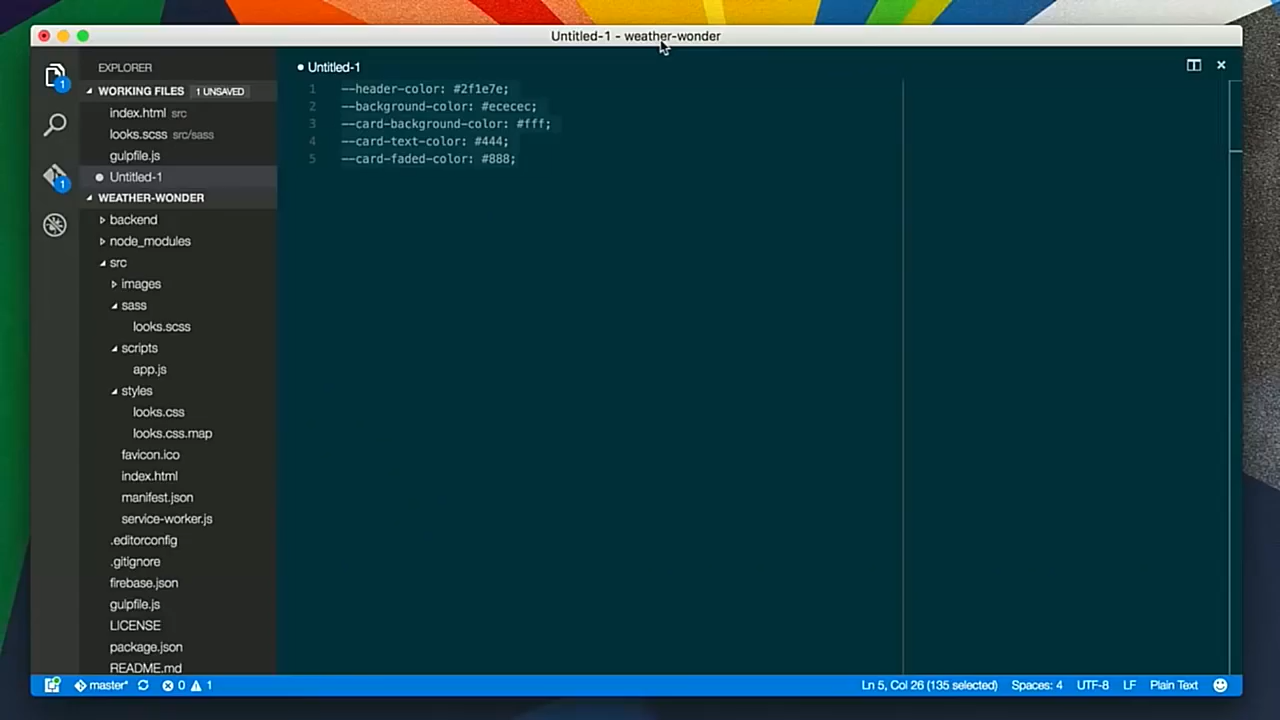 Untitled-1 - weather-wonder
EXPLORER
WORKING FILES 1 UNSAVED
index.html src
looks.scss src/sass
gulpfile.js
Untitled-1
WEATHER-WONDER
backend
node_modules
src
images
sass
looks.scss
scripts
app.js
styles
looks.css
looks.css.map
favicon.ico
index.html
manifest.json
service-worker.js
.editorconfig
.gitignore
firebase.json
gulpfile.js
LICENSE
package.json
README.md
1
1
Untitled-1
1 --header-color: #2f1e7e;
2 --background-color: #ececec;
3 --card-background-color: #fff;
4 --card-text-color: #444;
5 --card-faded-color: #888;
master* 0 1
Ln 5, Col 26 (135 selected) Spaces: 4 UTF-8 LF Plain Text